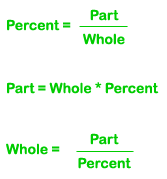 Percent = Part
Whole
Part = Whole * Percent
Whole = Part
Percent